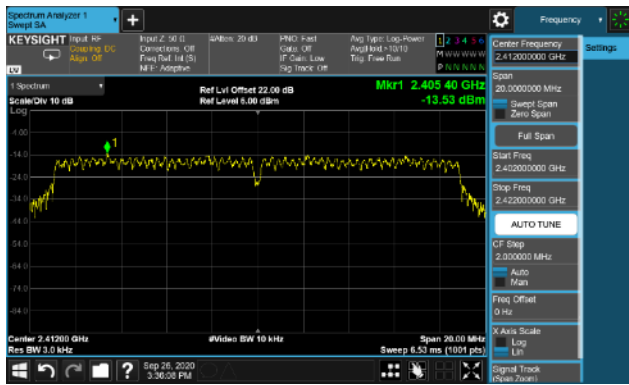 Spectrum Analyzer 1
Swept SA
Frequency
KEYSIGHT
Input: RF
Coupling: DC
Align: Off
Input Z: 50 Ω
Corrections: Off
Freq Ref: Int (S)
NFE: Adaptive
#Atten: 20 dB
PNO: Fast
Gate: Off
IF Gain: Low
Sig Track: Off
Avg Type: Log-Power
Avg|Hold: >10/10
Trig: Free Run
1 2 3 4 5 6
M W W W W W
P N N N N N
1 Spectrum
Scale/Div 10 dB
Log
Ref Lvl Offset 22.00 dB
Ref Level 6.00 dBm
Mkr1 2.405 40 GHz
-13.53 dBm
1
-4.00
-14.0
-24.0
-34.0
-44.0
-54.0
-64.0
-74.0
-84.0
Center 2.41200 GHz
Res BW 3.0 kHz
#Video BW 10 kHz
Span 20.00 MHz
Sweep 6.53 ms (1001 pts)
Sep 26, 2020
3:36:08 PM
Center Frequency
2.412000000 GHz
Settings
Span
20.0000000 MHz
Swept Span
Zero Span
Full Span
Start Freq
2.402000000 GHz
Stop Freq
2.422000000 GHz
AUTO TUNE
CF Step
2.000000 MHz
Auto
Man
Freq Offset
0 Hz
X-Axis Scale
Log
Lin
Signal Track
(Span Zoom)